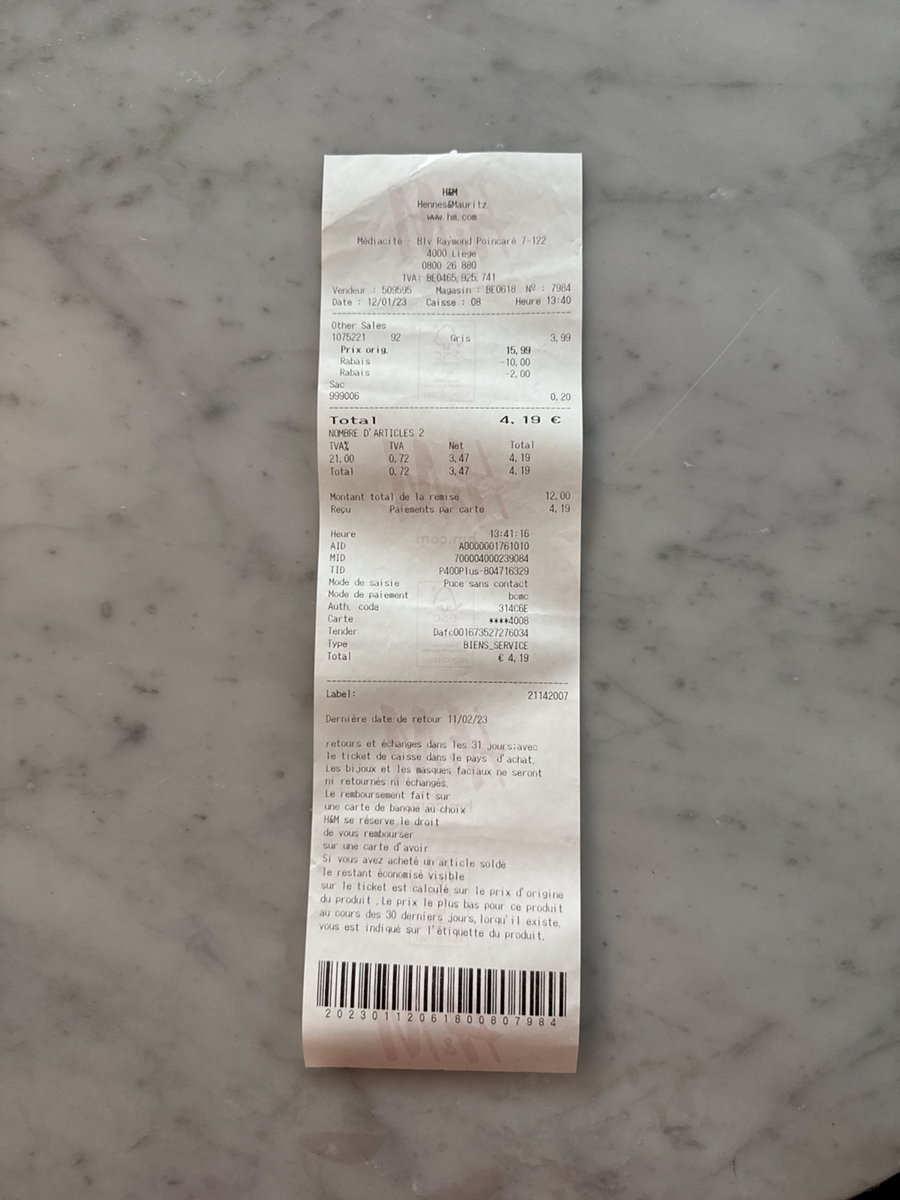 H&M
Hennes&Mauritz
www.hm.com
Médiacité - Blv Raymond Poincaré 7-122
4000 Liege
0800 26 880
TVA: BE0465.925.741
Vendeur : 509595 Magasin : BE0618 Nº : 7984
Date : 12/01/23 Caisse : 08 Heure 13:40
Other Sales
1075221 92 Gris 3,99
Prix orig. 15,99
Rabais -10,00
Rabais -2,00
Sac
999006 0,20
Total 4,19 €
NOMBRE D'ARTICLES 2
TVA% TVA Net Total
21,00 0,72 3,47 4,19
Total 0,72 3,47 4,19
Montant total de la remise 12,00
Reçu Paiements par carte 4,19
Heure 13:41:16
AID A0000001761010
MID 700004000239084
TID P400Plus-804716329
Mode de saisie Puce sans contact
Mode de paiement bcmc
Auth. code 314C6E
Carte ****4008
Tender Dafc001673527276034
Type BIENS_SERVICE
Total € 4,19
Label: 21142007
Dernière date de retour 11/02/23
retours et échanges dans les 31 jours:avec
le ticket de caisse dans le pays d'achat.
Les bijoux et les masques faciaux ne seront
ni retournés ni échangés.
Le remboursement fait sur
une carte de banque au choix
H&M se réserve le droit
de vous rembourser
sur une carte d'avoir
Si vous avez acheté un article soldé
le restant économisé visible
sur le ticket est calculé sur le prix d'origine
du produit .Le prix le plus bas pour ce produit
au cours des 30 derniers jours, lorqu'il existe,
vous est indiqué sur l'étiquette du produit.
2023011206180080​7984